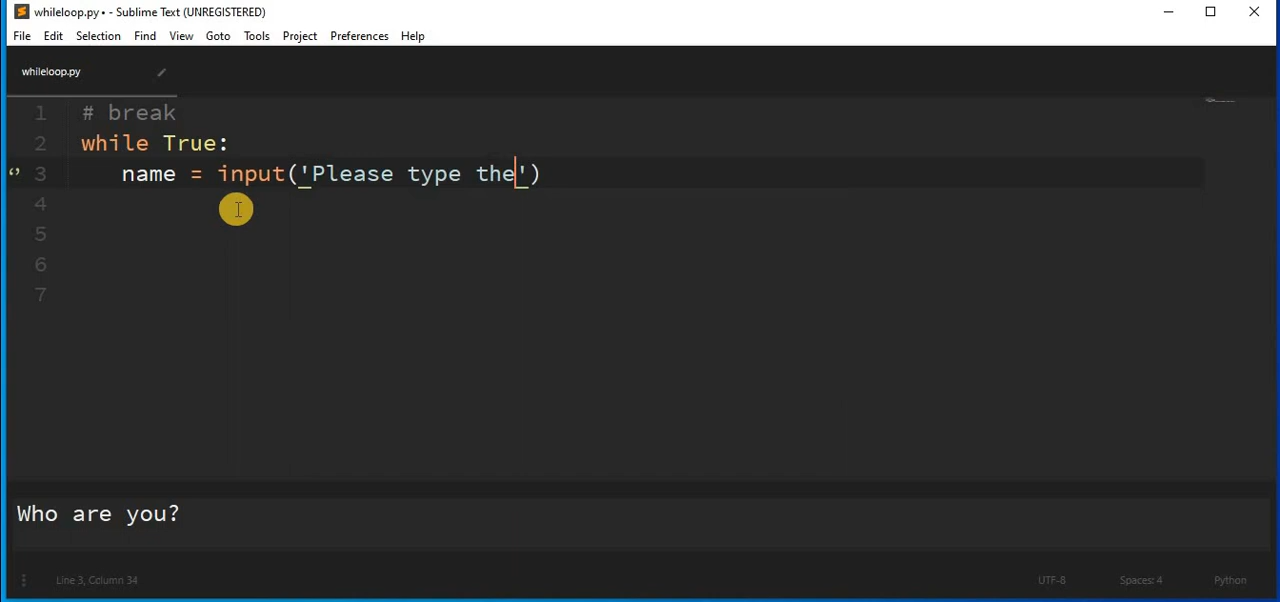 whileloop.py • - Sublime Text (UNREGISTERED)
File Edit Selection Find View Goto Tools Project Preferences Help
whileloop.py
1 # break
2 while True:
3 name = input('Please type the')
4
5
6
7
Who are you?
Line 3, Column 34 UTF-8 Spaces: 4 Python